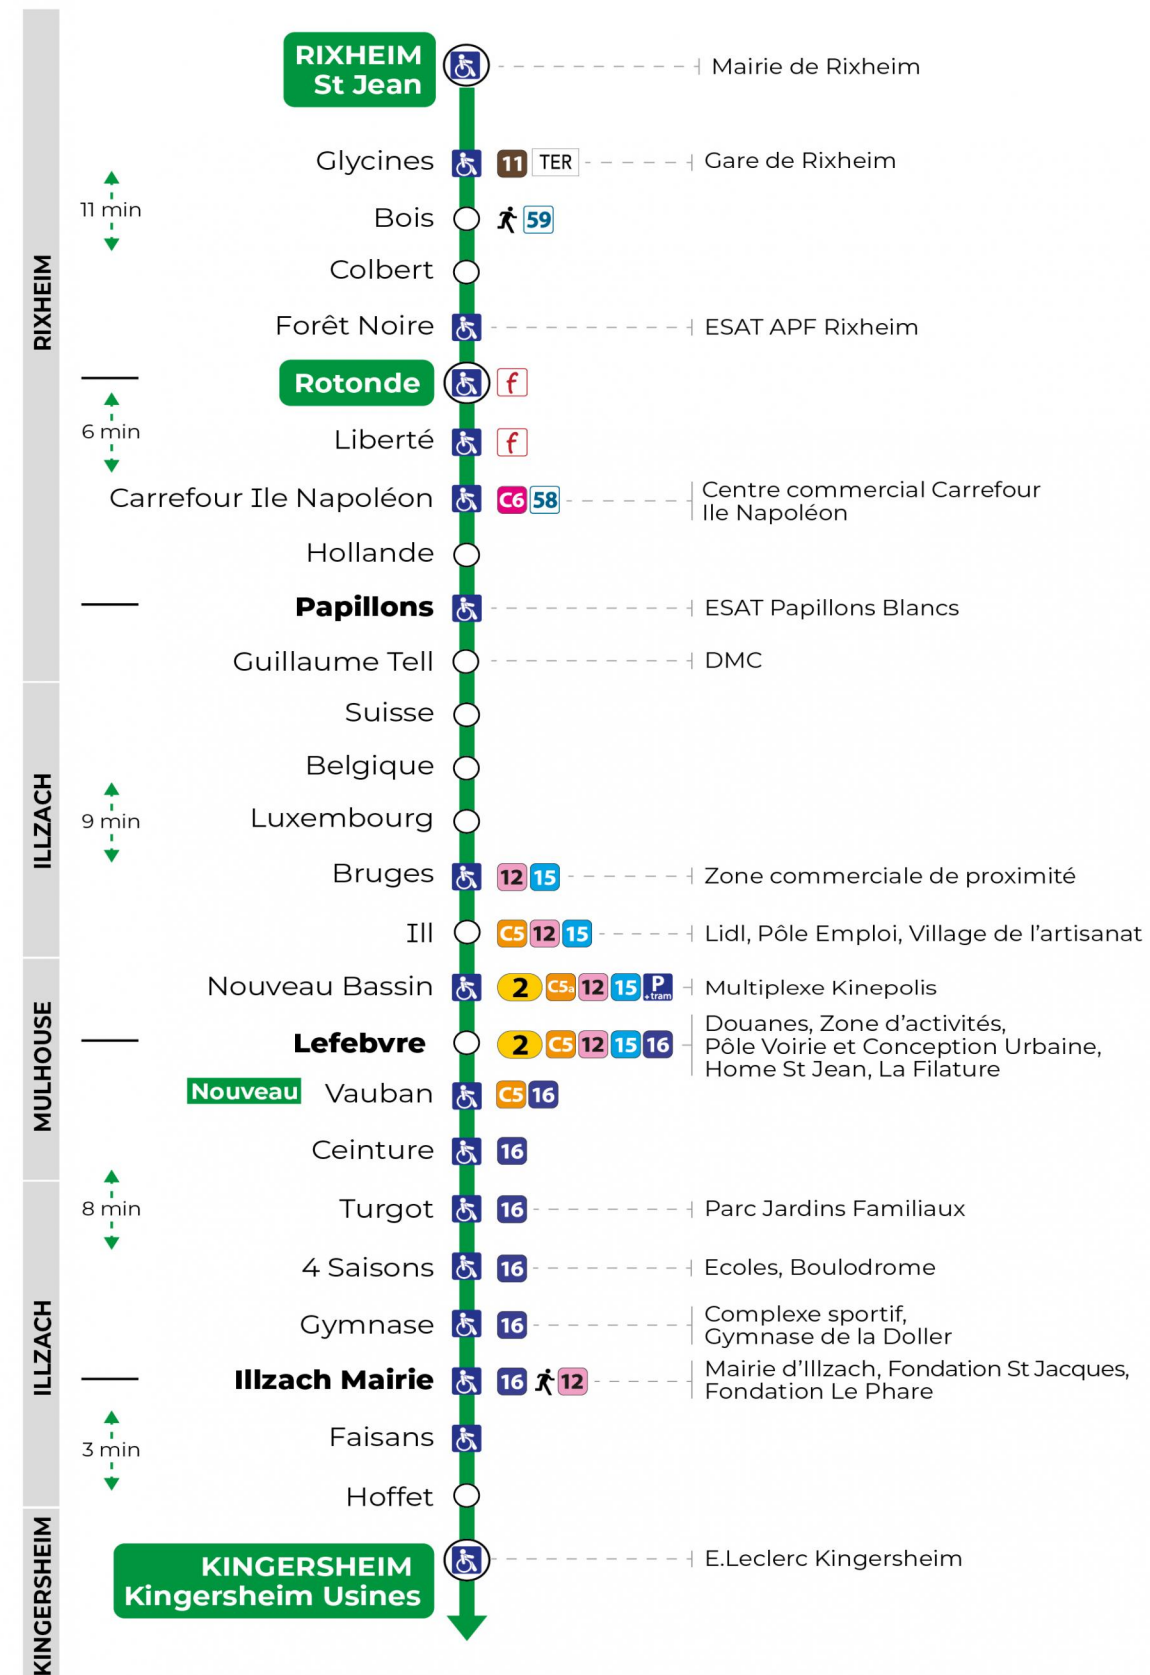 RIXHEIM
St Jean
Mairie de Rixheim
Glycines 11 TER Gare de Rixheim
11 min
Bois 59
Colbert
RIXHEIM
Forêt Noire ESAT APF Rixheim
Rotonde f
6 min
Liberté f
Carrefour Ile Napoléon C6 58 Centre commercial Carrefour
Ile Napoléon
Hollande
Papillons ESAT Papillons Blancs
Guillaume Tell DMC
Suisse
Belgique
ILLZACH
9 min
Luxembourg
Bruges 12 15 Zone commerciale de proximité
Ill C5 12 15 Lidl, Pôle Emploi, Village de l'artisanat
Nouveau Bassin 2 C5a 12 15 P+tram Multiplexe Kinepolis
MULHOUSE
Lefebvre 2 C5 12 15 16 Douanes, Zone d'activités,
Pôle Voirie et Conception Urbaine,
Home St Jean, La Filature
Nouveau Vauban C5 16
Ceinture 16
8 min
Turgot 16 Parc Jardins Familiaux
4 Saisons 16 Ecoles, Boulodrome
Gymnase 16 Complexe sportif,
Gymnase de la Doller
ILLZACH
Illzach Mairie 16 12 Mairie d'Illzach, Fondation St Jacques,
Fondation Le Phare
Faisans
3 min
Hoffet
KINGERSHEIM
KINGERSHEIM
Kingersheim Usines
E.Leclerc Kingersheim